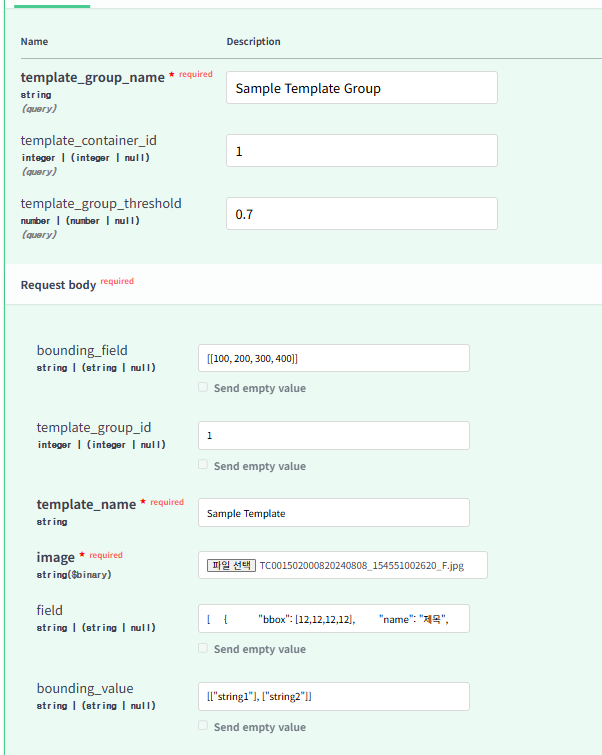 Name Description
template_group_name * required
string
(query)
Sample Template Group
template_container_id
integer | (integer | null)
(query)
1
template_group_threshold
number | (number | null)
(query)
0.7
Request body required
bounding_field
string | (string | null)
[[100, 200, 300, 400]]
Send empty value
template_group_id
integer | (integer | null)
1
Send empty value
template_name * required
string
Sample Template
image * required
string($binary)
파일 선택 TC001502000820240808_154551002620_F.jpg
field
string | (string | null)
[ { "bbox": [12,12,12,12], "name": "제목",
Send empty value
bounding_value
string | (string | null)
[["string1"], ["string2"]]
Send empty value